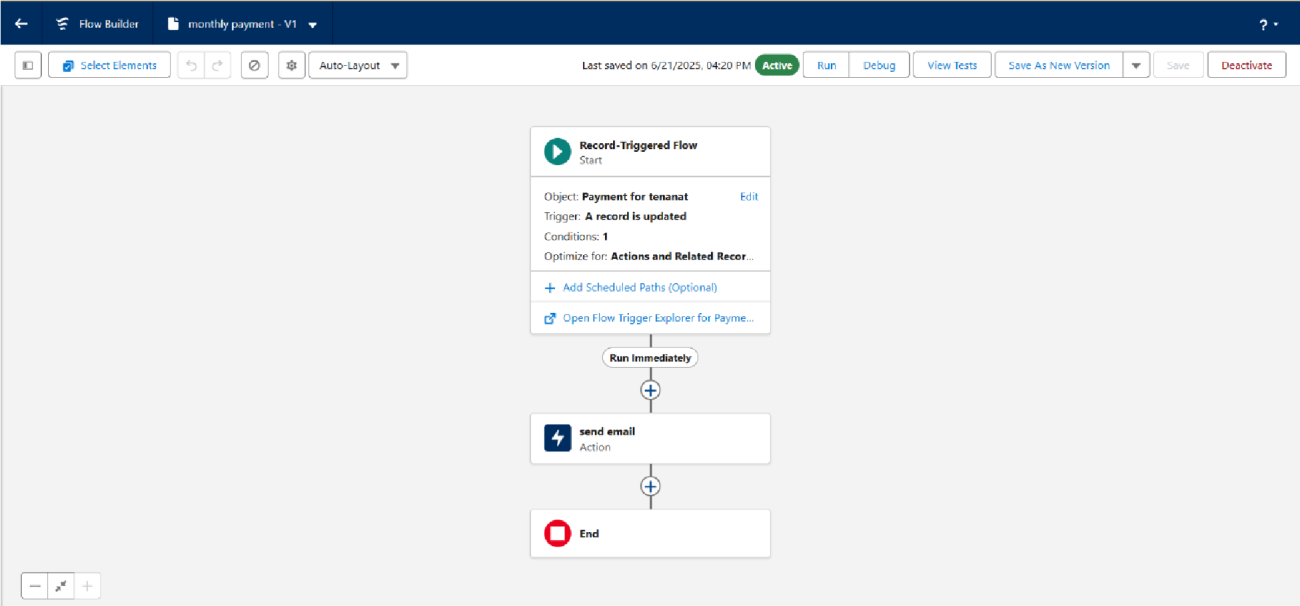 Flow Builder
monthly payment - V1
?
Select Elements
Auto-Layout
Last saved on 6/21/2025, 04:20 PM
Active
Run
Debug
View Tests
Save As New Version
Save
Deactivate
Record-Triggered Flow
Start
Object: Payment for tenanat
Edit
Trigger: A record is updated
Conditions: 1
Optimize for: Actions and Related Recor...
Add Scheduled Paths (Optional)
Open Flow Trigger Explorer for Payme...
Run Immediately
send email
Action
End